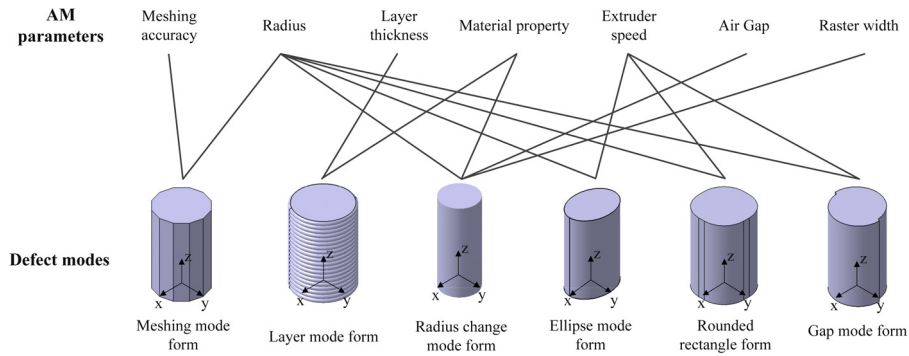 AM
parameters
Meshing
accuracy
Radius
Layer
thickness
Material property
Extruder
speed
Air Gap
Raster width
Defect modes
z
x
y
Meshing mode
form
z
x
y
Layer mode form
z
x
y
Radius change
mode form
z
x
y
Ellipse mode
form
z
x
y
Rounded
rectangle form
z
x
y
Gap mode form